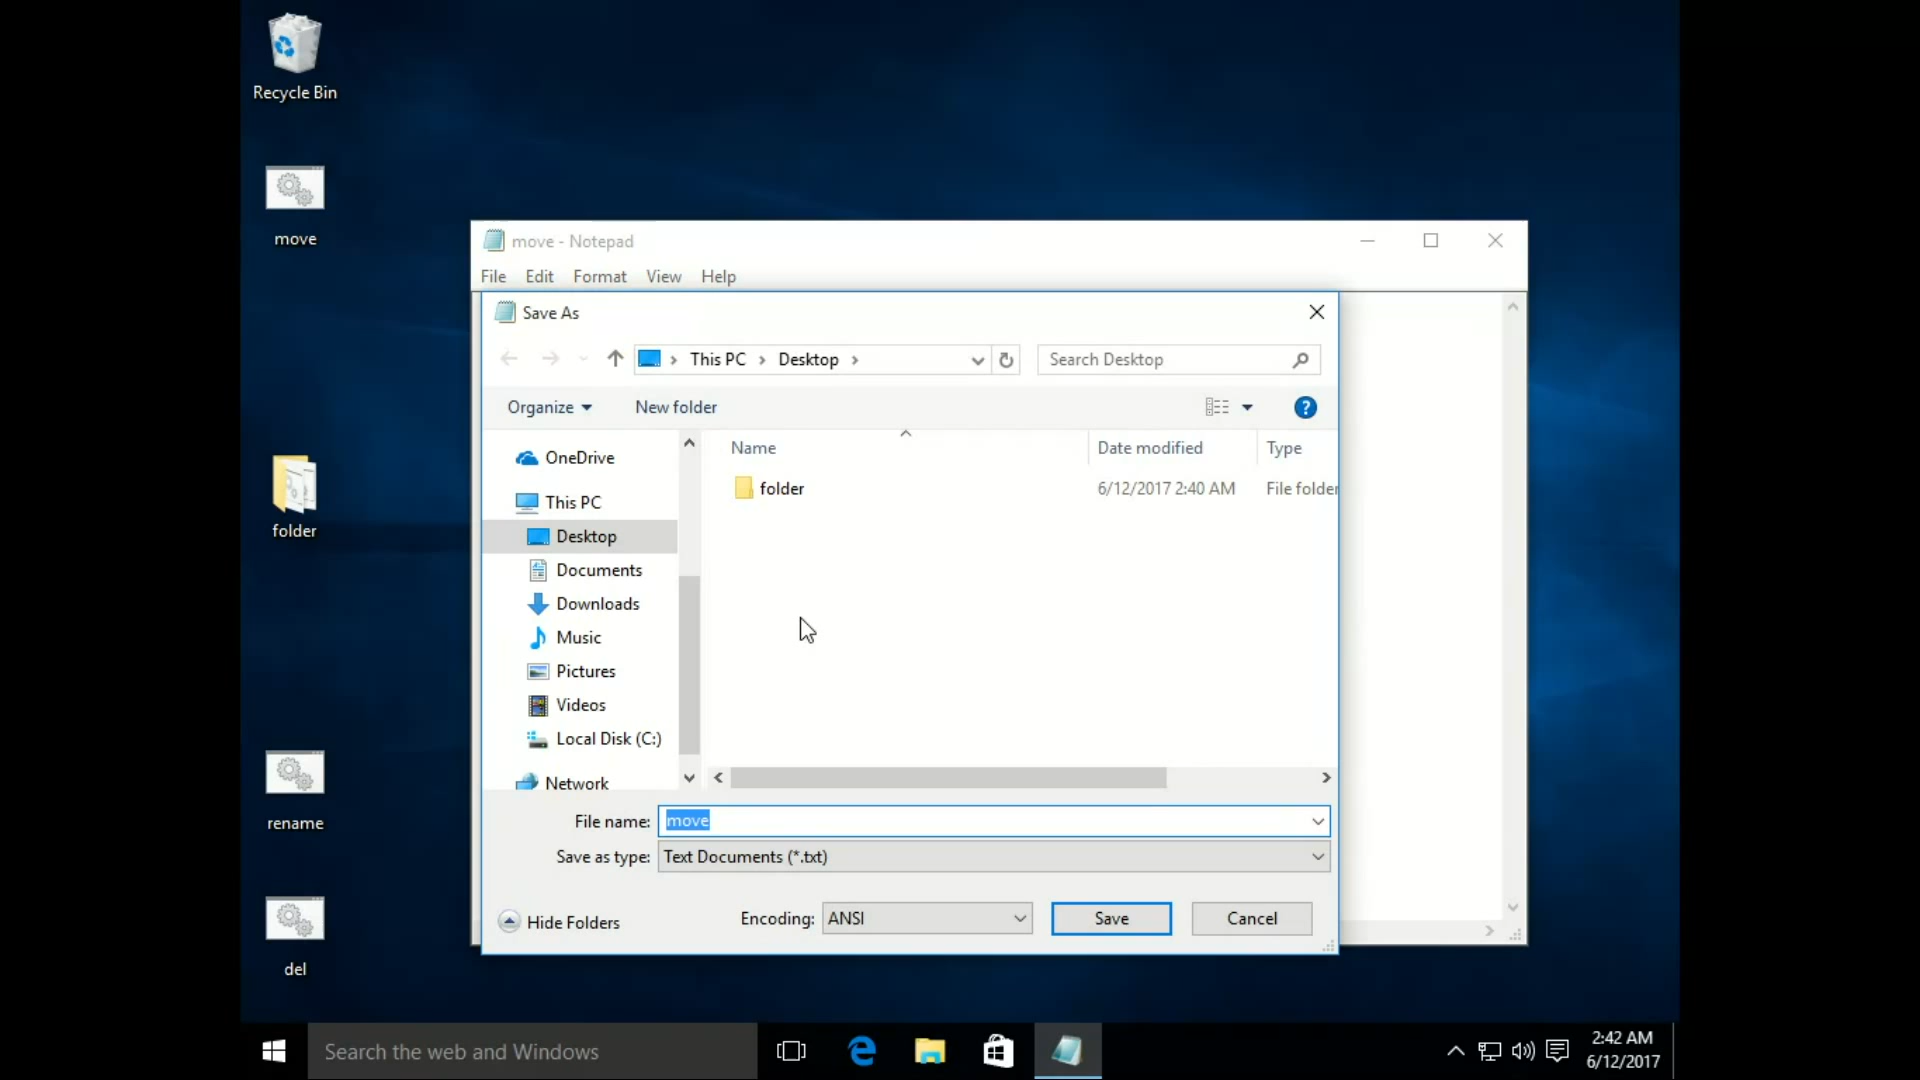 Recycle Bin
move
folder
rename
del
move - Notepad
File Edit Format View Help
Save As
This PC Desktop
Search Desktop
Organize New folder
?
Name Date modified Type
folder 6/12/2017 2:40 AM File folder
OneDrive
This PC
Desktop
Documents
Downloads
Music
Pictures
Videos
Local Disk (C:)
Network
File name: move
Save as type: Text Documents (*.txt)
Hide Folders Encoding: ANSI Save Cancel
Search the web and Windows
2:42 AM
6/12/2017